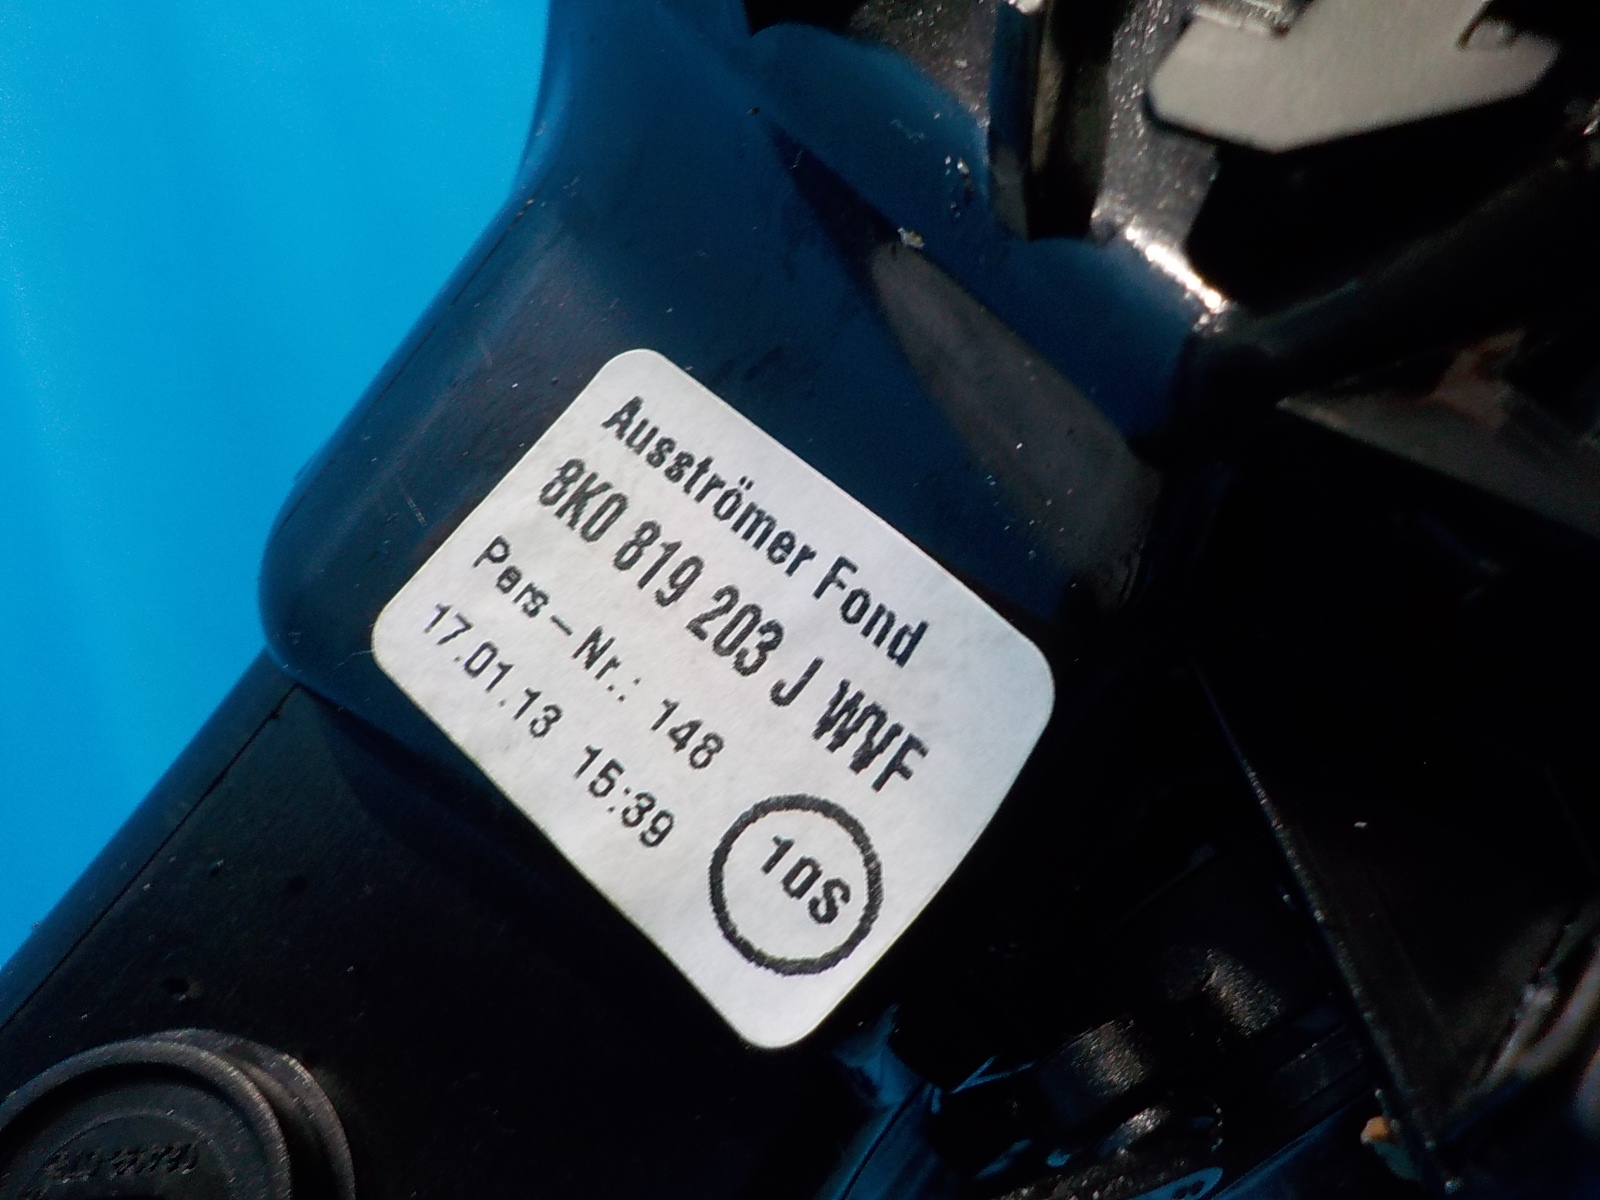 Ausströmer Fond
8K0 819 203 J WVF
Pers-Nr.: 148
17.01.13 15:39
10S